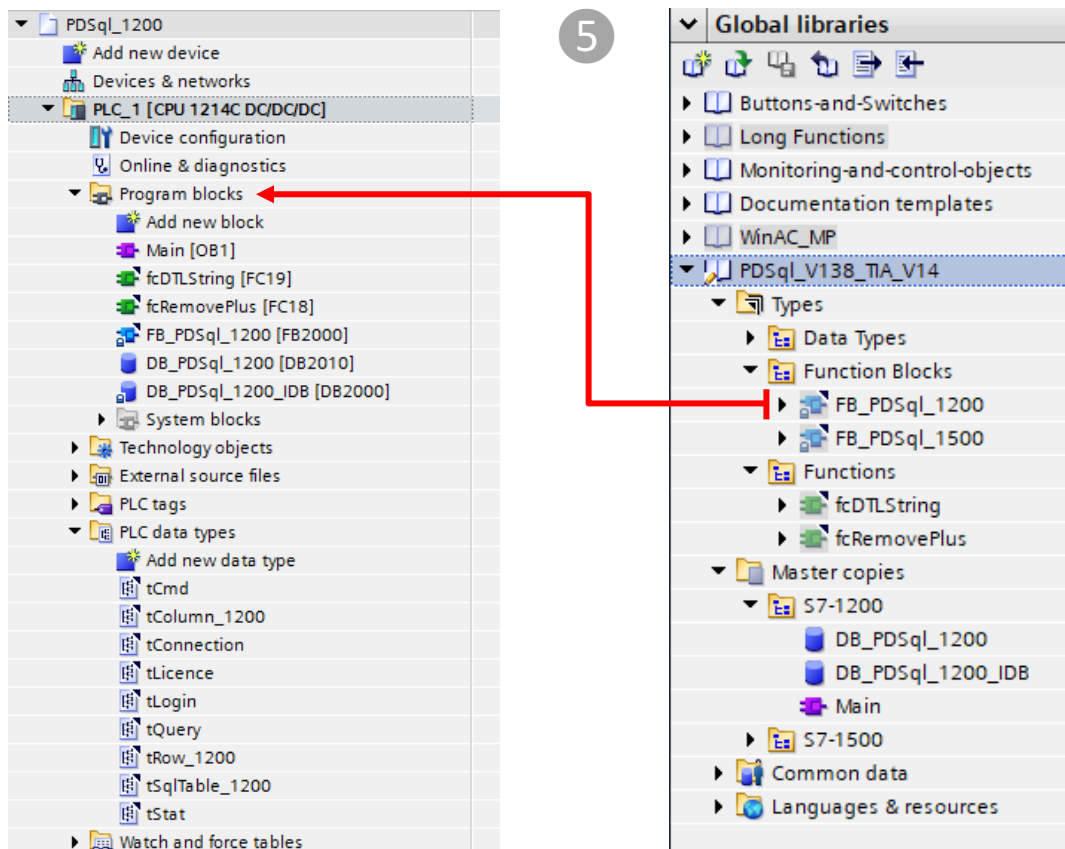 PDSql_1200
Add new device
Devices & networks
PLC_1 [CPU 1214C DC/DC/DC]
Device configuration
Online & diagnostics
Program blocks
Add new block
Main [OB1]
fcDTLString [FC19]
fcRemovePlus [FC18]
FB_PDSql_1200 [FB2000]
DB_PDSql_1200 [DB2010]
DB_PDSql_1200_IDB [DB2000]
System blocks
Technology objects
External source files
PLC tags
PLC data types
Add new data type
tCmd
tColumn_1200
tConnection
tLicence
tLogin
tQuery
tRow_1200
tSqlTable_1200
tStat
Watch and force tables
5
Global libraries
Buttons-and-Switches
Long Functions
Monitoring-and-control-objects
Documentation templates
WinAC_MP
PDSql_V138_TIA_V14
Types
Data Types
Function Blocks
FB_PDSql_1200
FB_PDSql_1500
Functions
fcDTLString
fcRemovePlus
Master copies
S7-1200
DB_PDSql_1200
DB_PDSql_1200_IDB
Main
S7-1500
Common data
Languages & resources